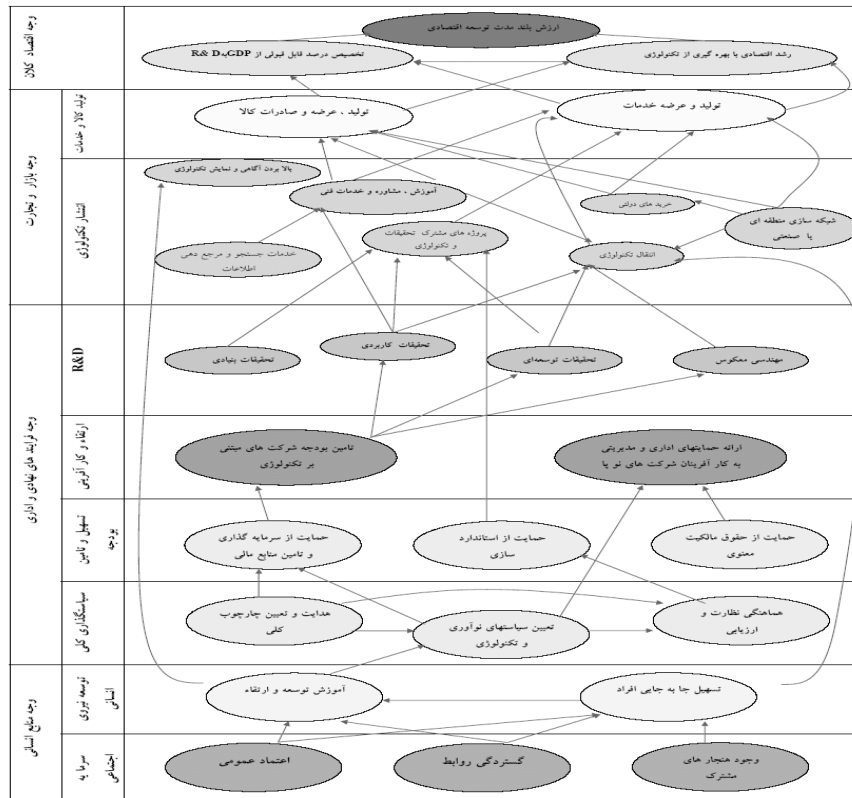 وجه اقتصاد کلان
ارزش بلند مدت توسعه اقتصادی
تخصیص درصد قابل قبولی از GDP به R& D
رشد اقتصادی با بهره گیری از تکنولوژی
وجه بازار و تجارت
تولید کالا و خدمات
تولید ، عرضه و صادرات کالا
تولید و عرضه خدمات
انتشار تکنولوژی
بالا بردن آگاهی و نمایش تکنولوژی
آموزش ، مشاوره و خدمات فنی
خرید های دولتی
شبکه سازی منطقه ای
یا صنعتی
خدمات جستجو و مرجع دهی
اطلاعات
پروژه های مشترک تحقیقات
و تکنولوژی
انتقال تکنولوژی
وجه فرایند های نهادی و اداری
R&D
تحقیقات بنیادی
تحقیقات کاربردی
تحقیقات توسعه‌ای
مهندسی معکوس
ارتقاء و کار آفرینی
تامین بودجه شرکت های مبتنی
بر تکنولوژی
ارائه حمایتهای اداری و مدیریتی
به کار آفرینان شرکت های نو پا
تسهیل و تامین
بودجه
حمایت از سرمایه گذاری
و تامین منابع مالی
حمایت از استاندارد
سازی
حمایت از حقوق مالکیت
معنوی
سیاستگذاری کلی
هدایت و تعیین چارچوب
کلی
تعیین سیاستهای نوآوری
و تکنولوژی
هماهنگی نظارت و
ارزیابی
وجه منابع انسانی
توسعه نیروی
انسانی
آموزش توسعه و ارتقاء
تسهیل جا به جایی افراد
سرما یه
اجتماعی
اعتماد عمومی
گستردگی روابط
وجود هنجار های
مشترک